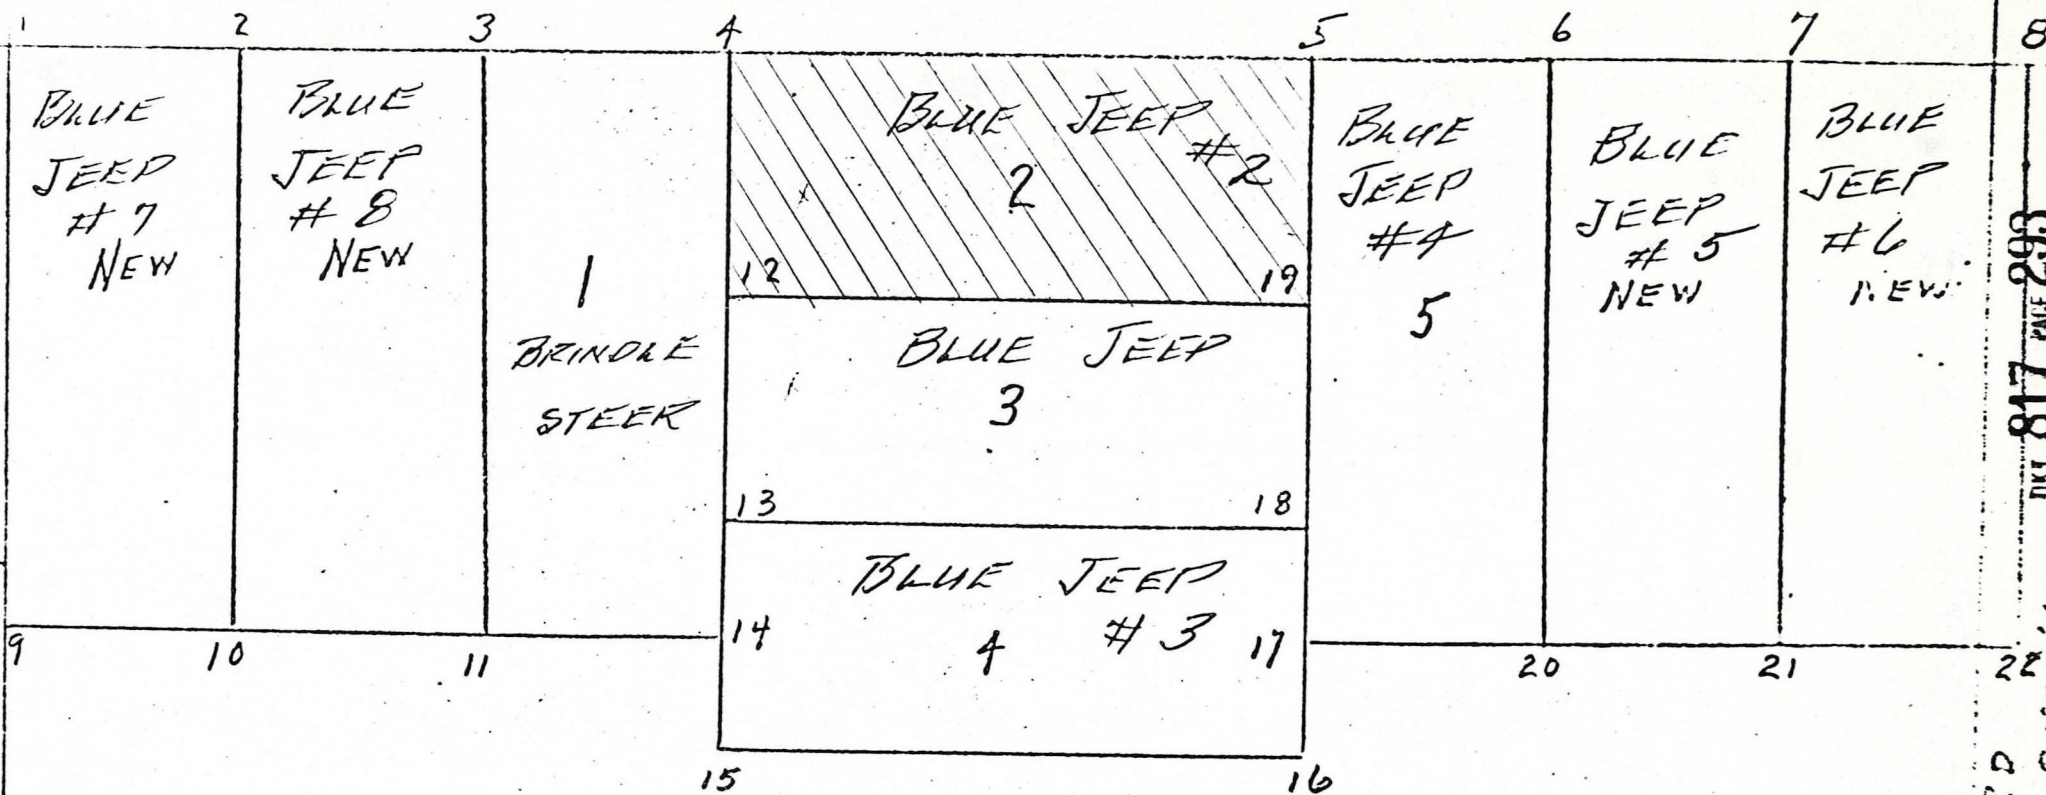 1 2 3 4 5 6 7 8
BLUE
JEEP
# 7
NEW
BLUE
JEEP
# 8
NEW
1
BRINDLE
STEER
BLUE JEEP
#2
2
12 19
BLUE JEEP
3
13 18
BLUE JEEP
# 3
4
14 17
BLUE
JEEP
#4
5
BLUE
JEEP
# 5
NEW
BLUE
JEEP
#6
NEW
9 10 11 20 21 22
15 16
DKT 817 PAGE 293